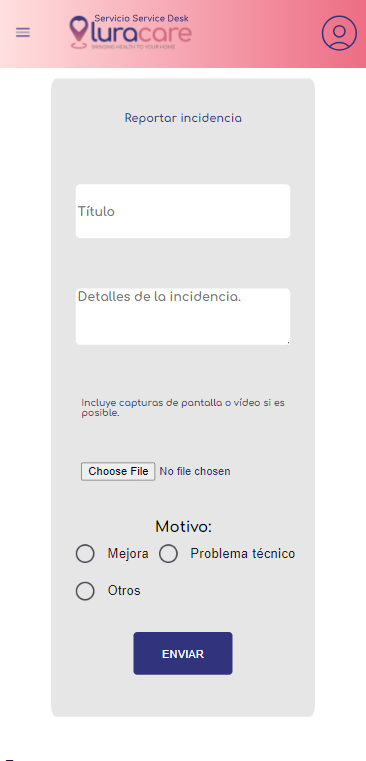 Servicio Service Desk
luracare
BRINGING HEALTH TO YOUR HOME
Reportar incidencia
Título
Detalles de la incidencia.
Incluye capturas de pantalla o vídeo si es
posible.
Choose File No file chosen
Motivo:
Mejora Problema técnico
Otros
ENVIAR